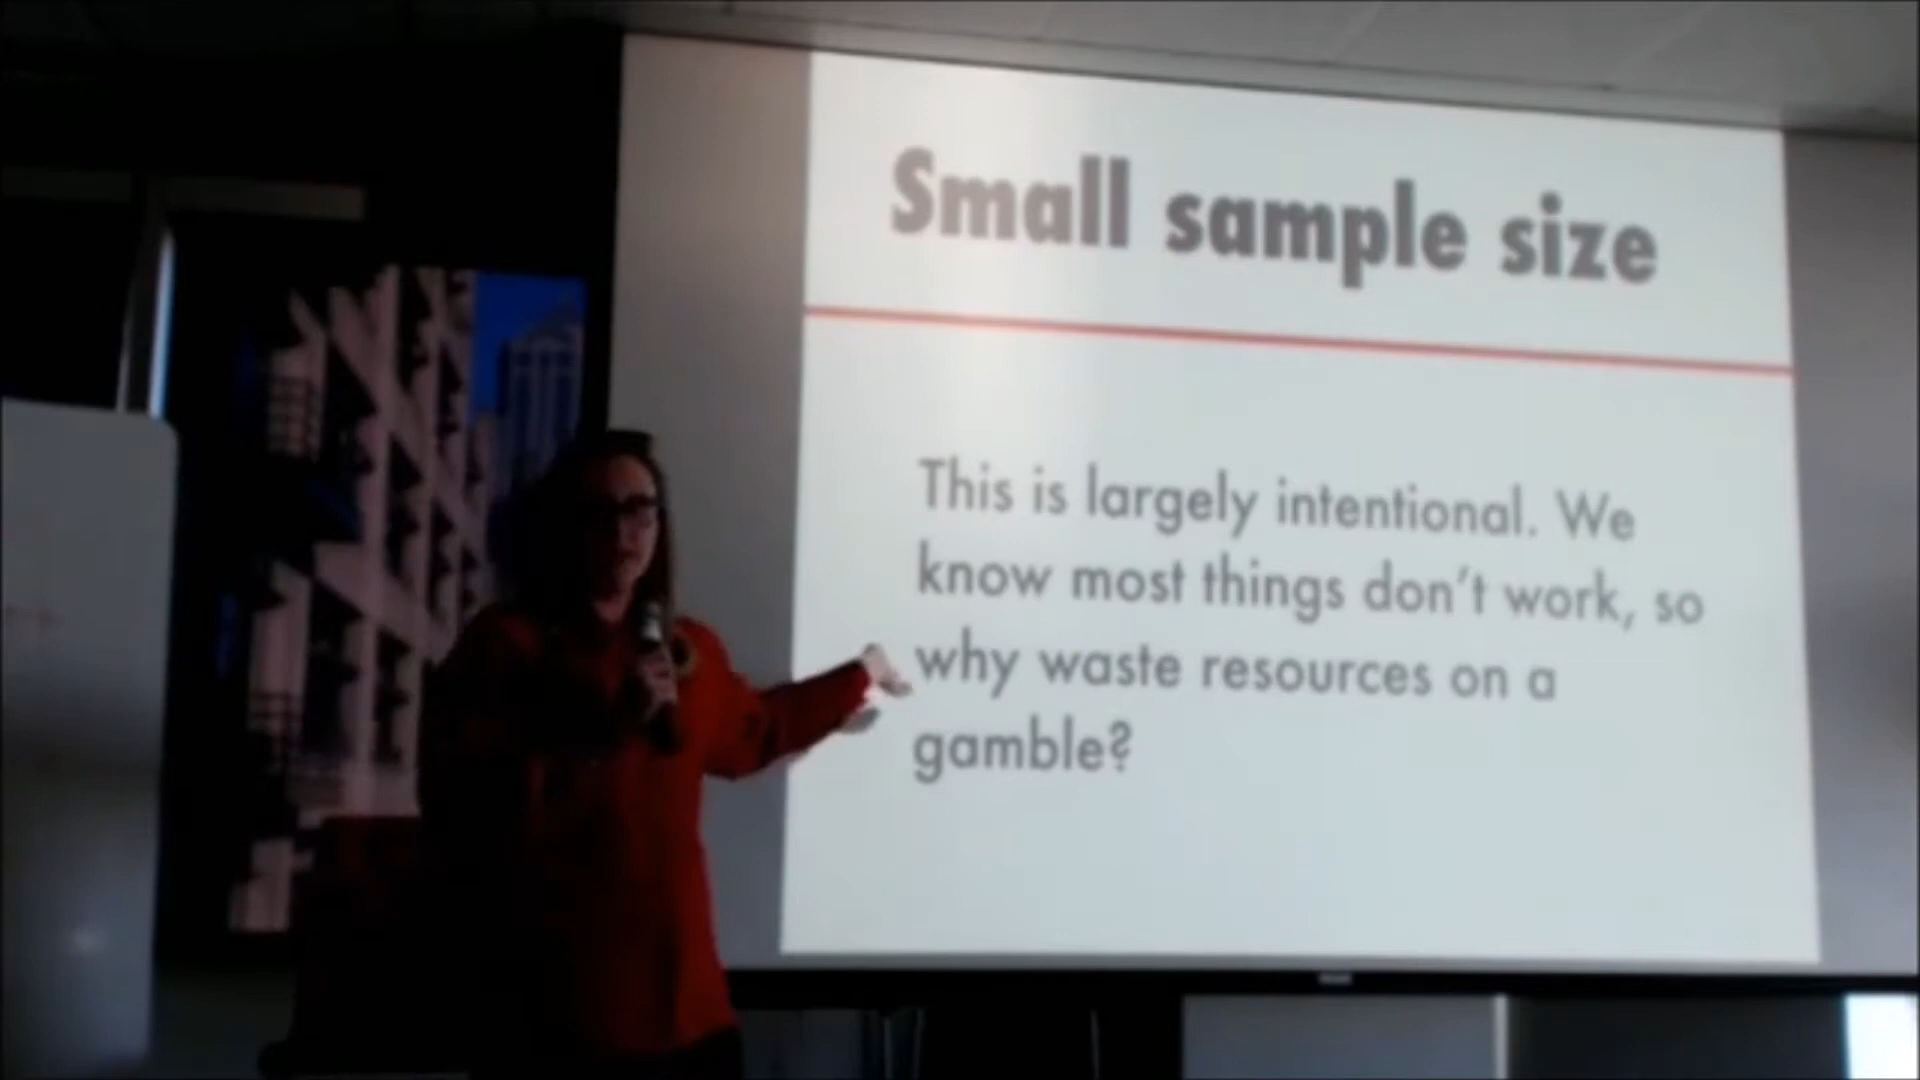 Small sample size
This is largely intentional. We
know most things don't work, so
why waste resources on a
gamble?